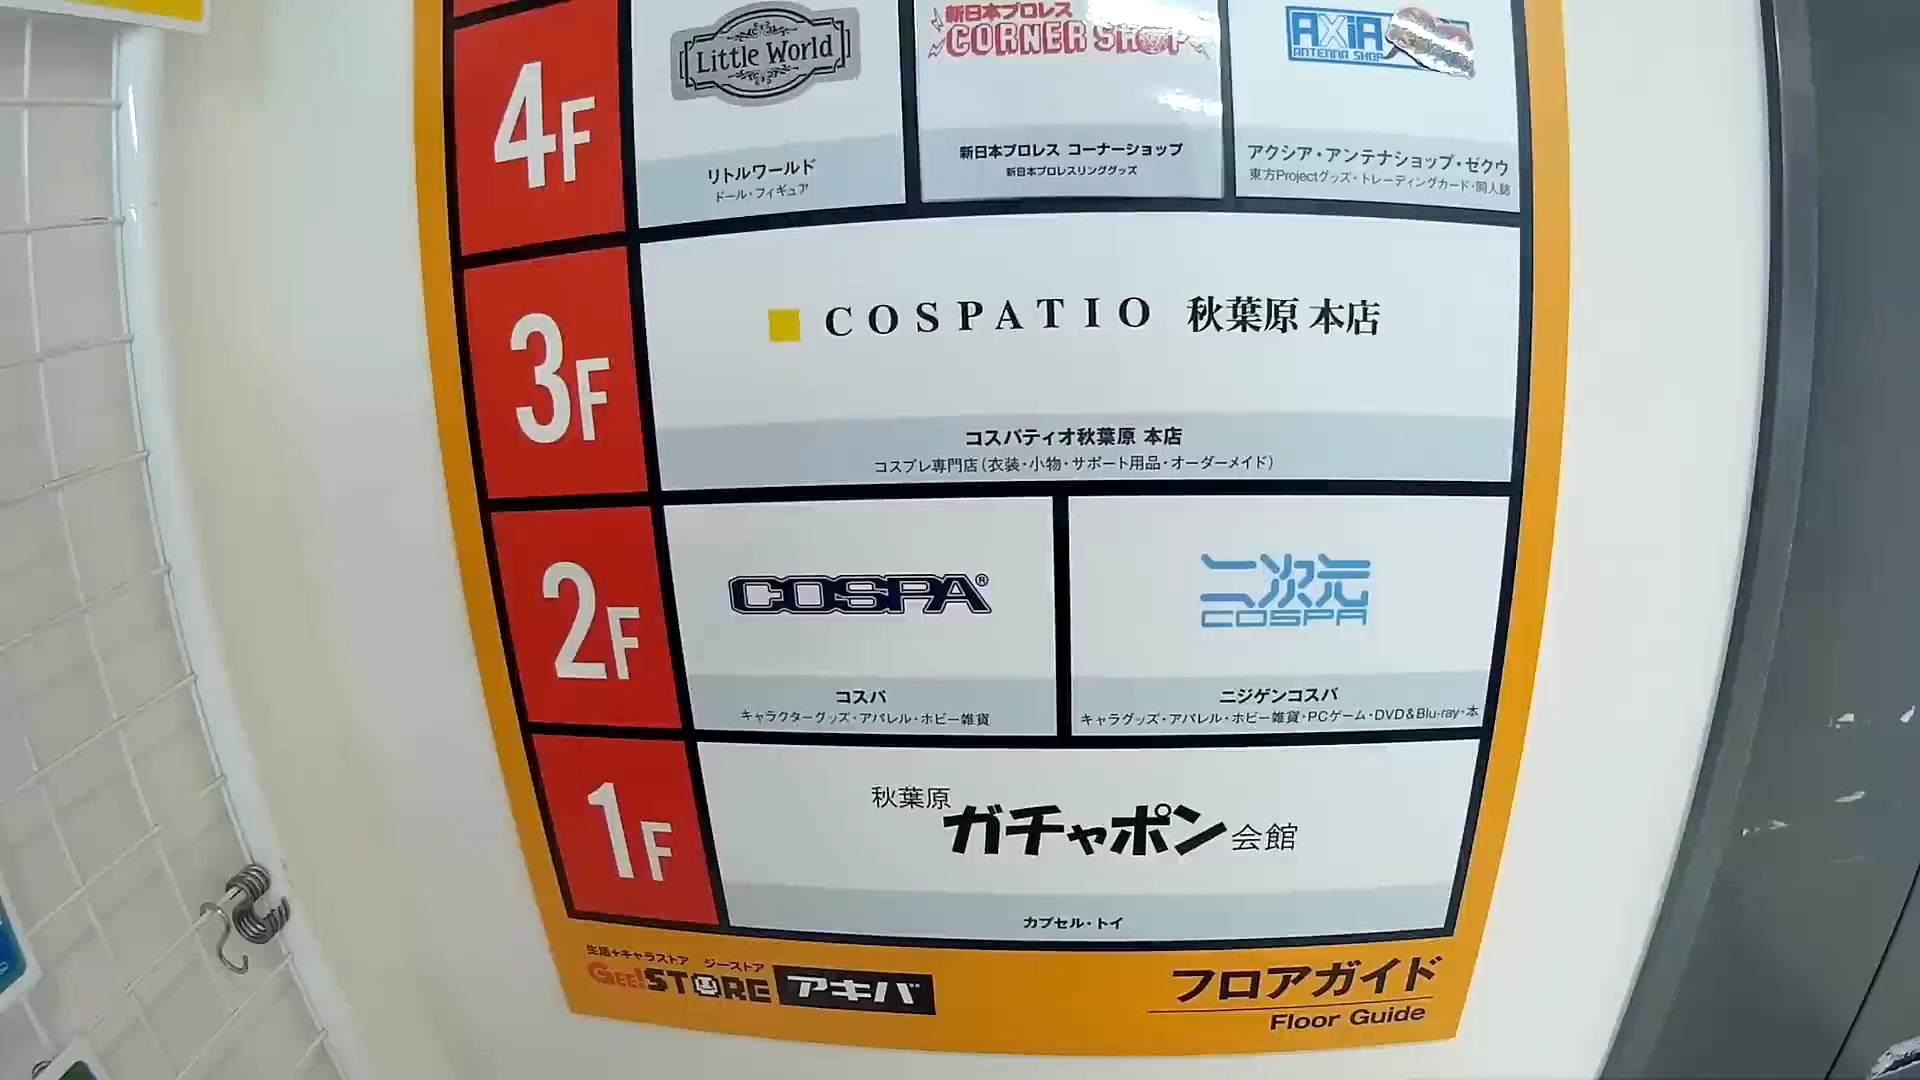 4F
Little World
リトルワールド
ドール・フィギュア
新日本プロレス
CORNER SHOP
新日本プロレス コーナーショップ
新日本プロレスリンググッズ
AXiA
ANTENNA SHOP
アクシア・アンテナショップ・ゼクウ
東方Projectグッズ・トレーディングカード・同人誌
3F
COSPATIO 秋葉原 本店
コスパティオ秋葉原 本店
コスプレ専門店(衣装・小物・サポート用品・オーダーメイド)
2F
COSPA®
コスパ
キャラクターグッズ・アパレル・ホビー雑貨
二次元
COSPA
ニジゲンコスパ
キャラグッズ・アパレル・ホビー雑貨・PCゲーム・DVD&Blu-ray・本
1F
秋葉原
ガチャポン会館
カプセル・トイ
生活+キャラストア ジーストア
GEE!STORE アキバ
フロアガイド
Floor Guide